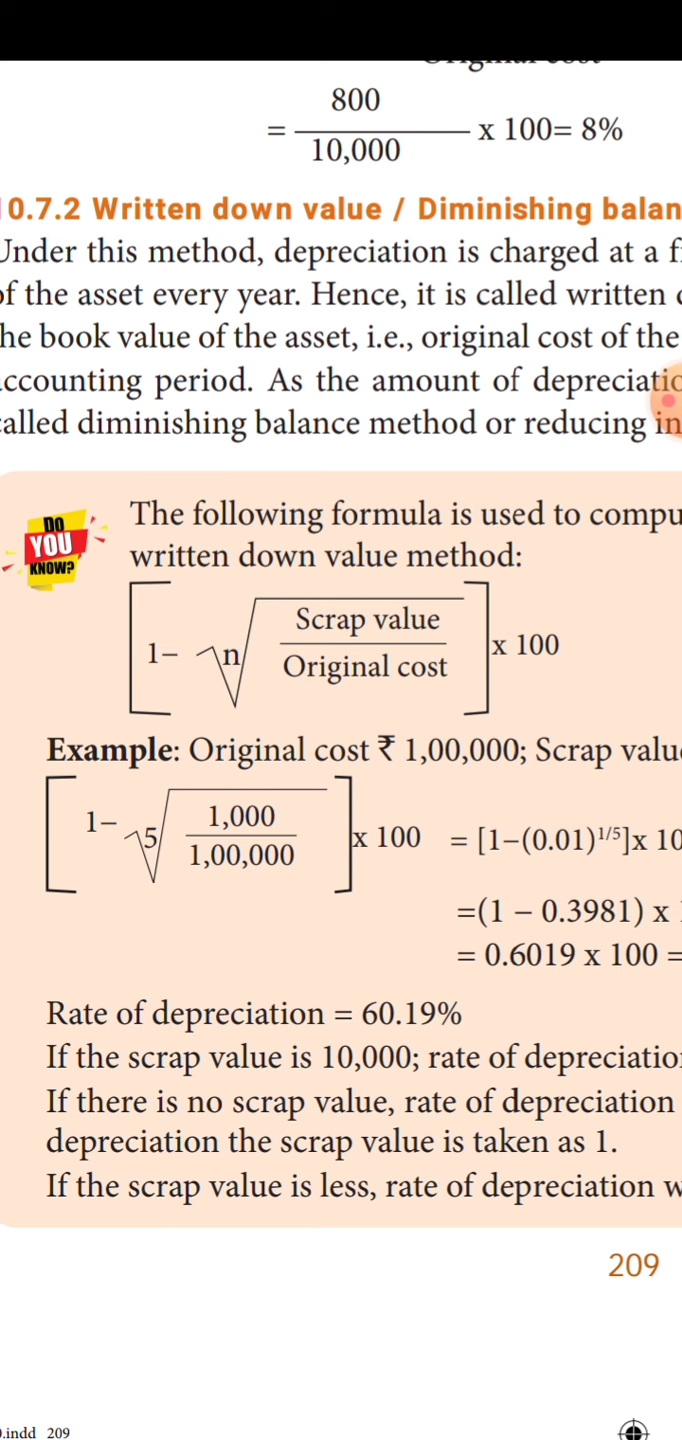 800
= ――― x 100= 8%
10,000
0.7.2 Written down value / Diminishing balan
Under this method, depreciation is charged at a f
of the asset every year. Hence, it is called written
he book value of the asset, i.e., original cost of the
ccounting period. As the amount of depreciatio
called diminishing balance method or reducing in
DO
YOU
KNOW?
The following formula is used to compu
written down value method:
[1– n√ Scrap value
Original cost ] x 100
Example: Original cost ₹ 1,00,000; Scrap valu
[1– 5√ 1,000
1,00,000 ] x 100 = [1–(0.01)1/5]x 10
=(1 – 0.3981) x
= 0.6019 x 100 =
Rate of depreciation = 60.19%
If the scrap value is 10,000; rate of depreciatio
If there is no scrap value, rate of depreciation
depreciation the scrap value is taken as 1.
If the scrap value is less, rate of depreciation w
209
.indd 209